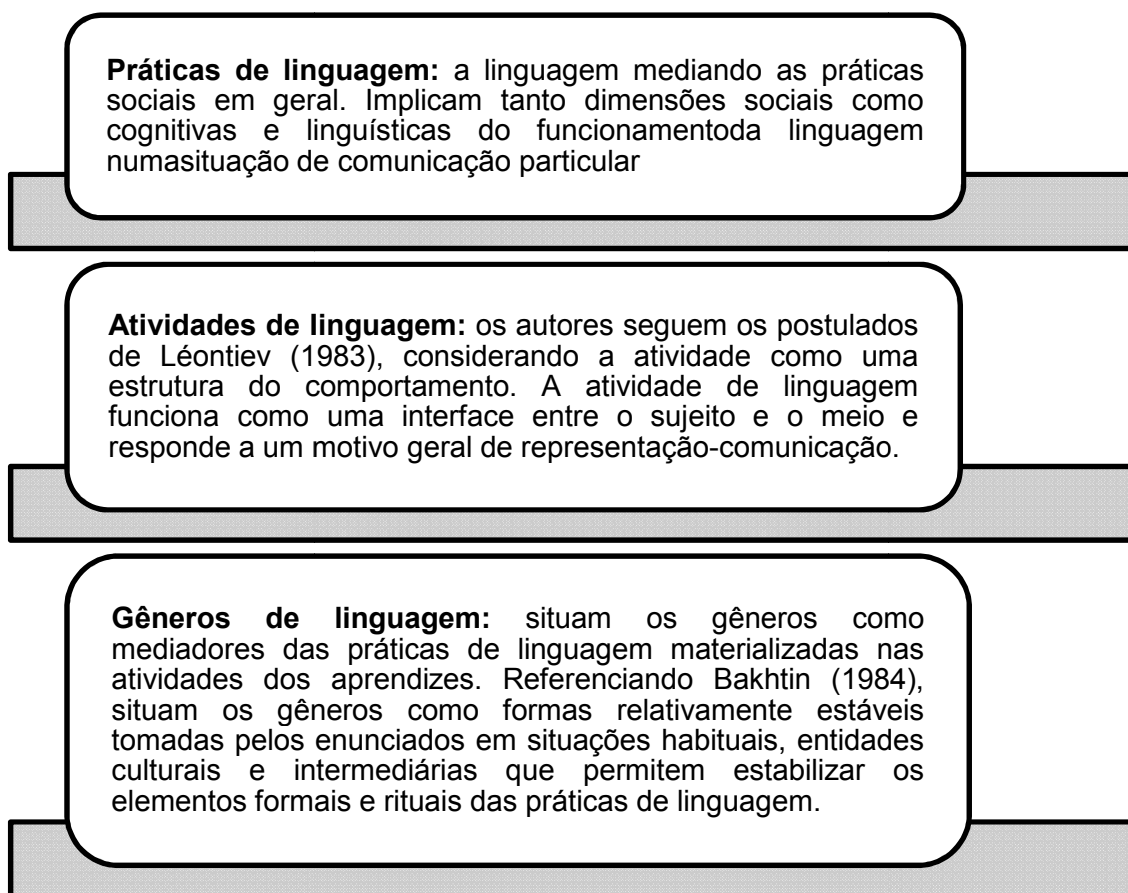 Práticas de linguagem: a linguagem mediando as práticas
sociais em geral. Implicam tanto dimensões sociais como
cognitivas e linguísticas do funcionamentoda linguagem
numasituação de comunicação particular
Atividades de linguagem: os autores seguem os postulados
de Léontiev (1983), considerando a atividade como uma
estrutura do comportamento. A atividade de linguagem
funciona como uma interface entre o sujeito e o meio e
responde a um motivo geral de representação-comunicação.
Gêneros de linguagem: situam os gêneros como
mediadores das práticas de linguagem materializadas nas
atividades dos aprendizes. Referenciando Bakhtin (1984),
situam os gêneros como formas relativamente estáveis
tomadas pelos enunciados em situações habituais, entidades
culturais e intermediárias que permitem estabilizar os
elementos formais e rituais das práticas de linguagem.